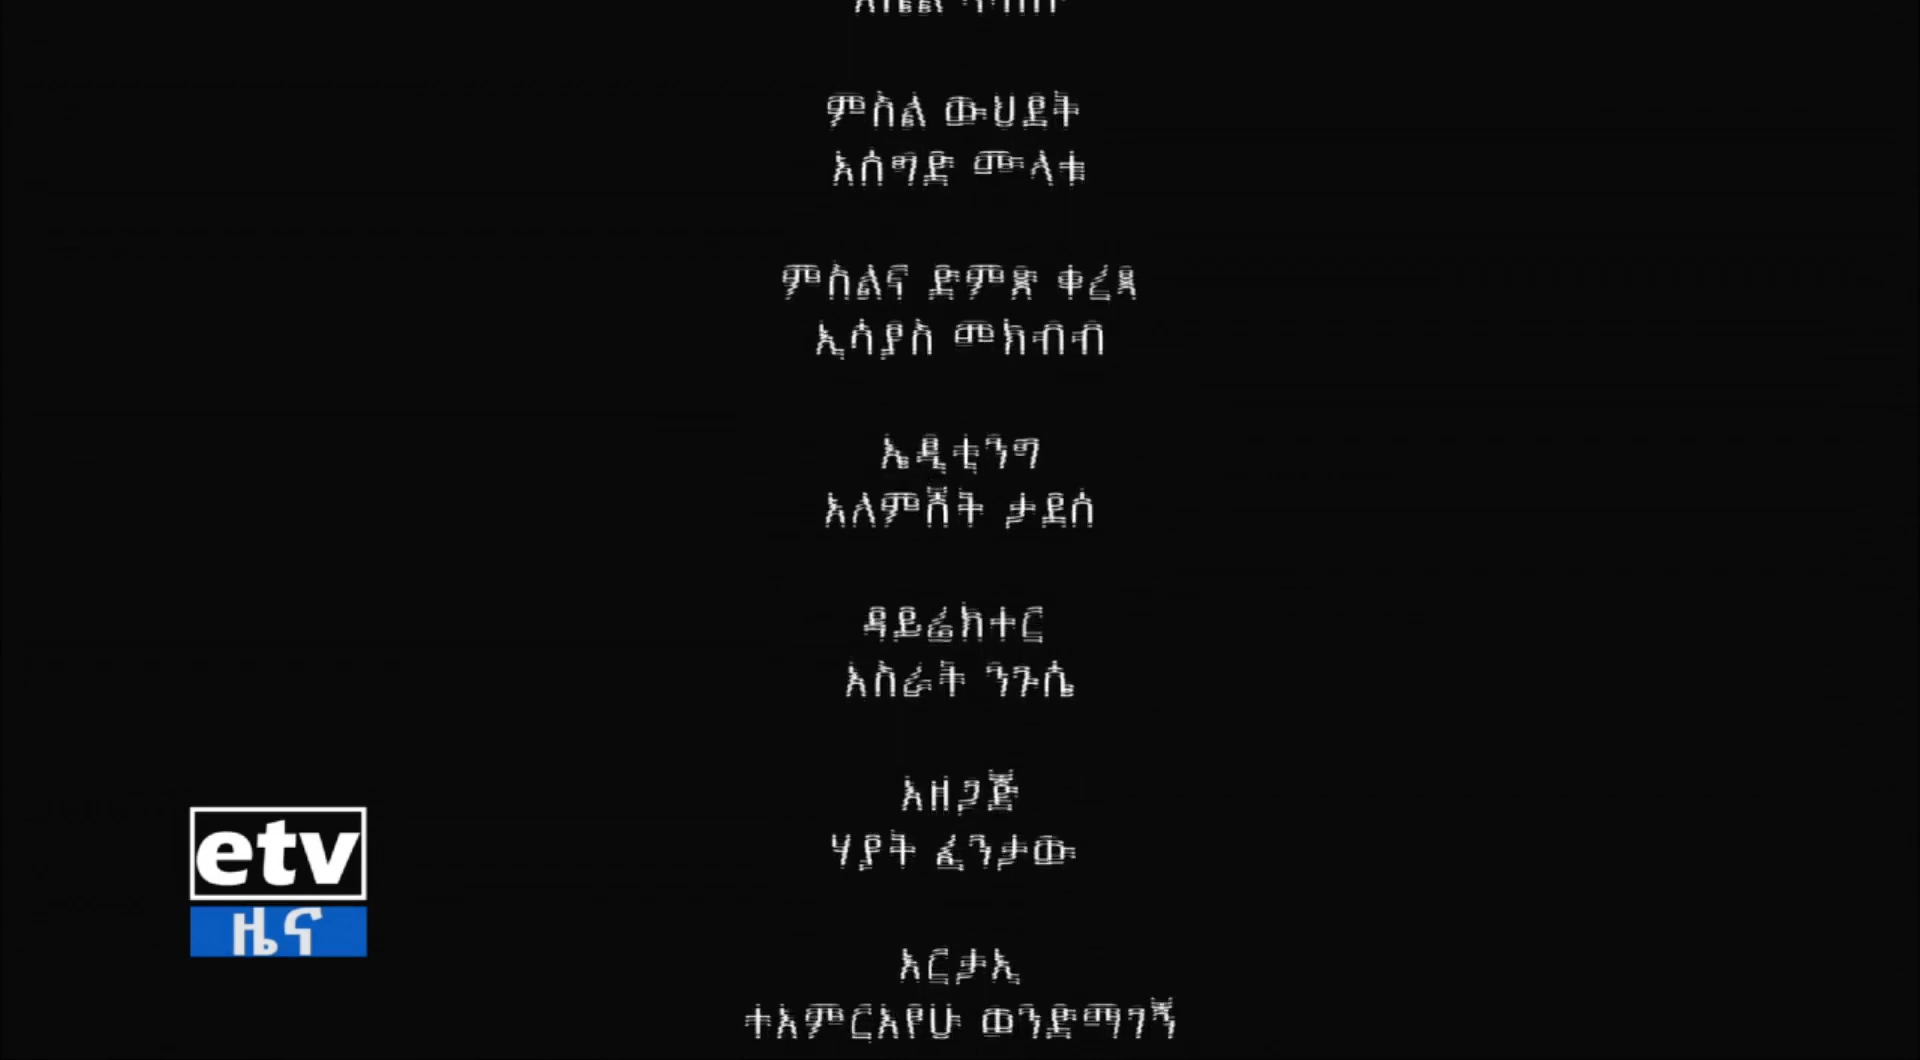 ምስል ውህደት
አሰግድ ሙላቱ
ምስልና ድምጽ ቀረጻ
ኢሳያስ መክብብ
ኤዲቲንግ
አለምሸት ታደሰ
ዳይሬክተር
አስራት ንጉሴ
አዘጋጅ
ሃያት ፈንታው
አርታኢ
ተአምርአየሁ ወንድማገኝ
etv
ዜና